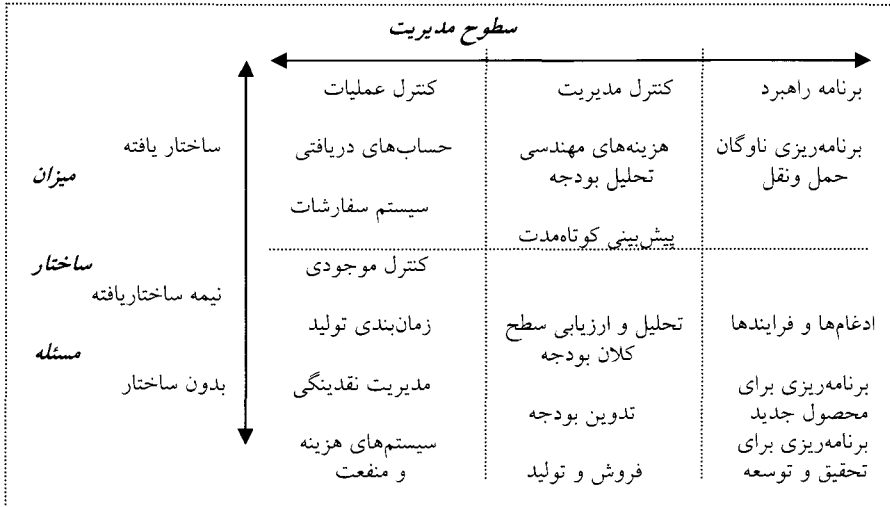 سطوح مدیریت
برنامه راهبرد
کنترل مدیریت
کنترل عملیات
ساختار یافته
برنامه‌ریزی ناوگان
حمل ونقل
هزینه‌های مهندسی
تحلیل بودجه
حساب‌های دریافتی
میزان
سیستم سفارشات
پیش‌بینی کوتاه‌مدت
ساختار
نیمه ساختاریافته
کنترل موجودی
ادغام‌ها و فرایندها
تحلیل و ارزیابی سطح
کلان بودجه
زمان‌بندی تولید
مسئله
بدون ساختار
برنامه‌ریزی برای
محصول جدید
تدوین بودجه
مدیریت نقدینگی
برنامه‌ریزی برای
تحقیق و توسعه
فروش و تولید
سیستم‌های هزینه
و منفعت